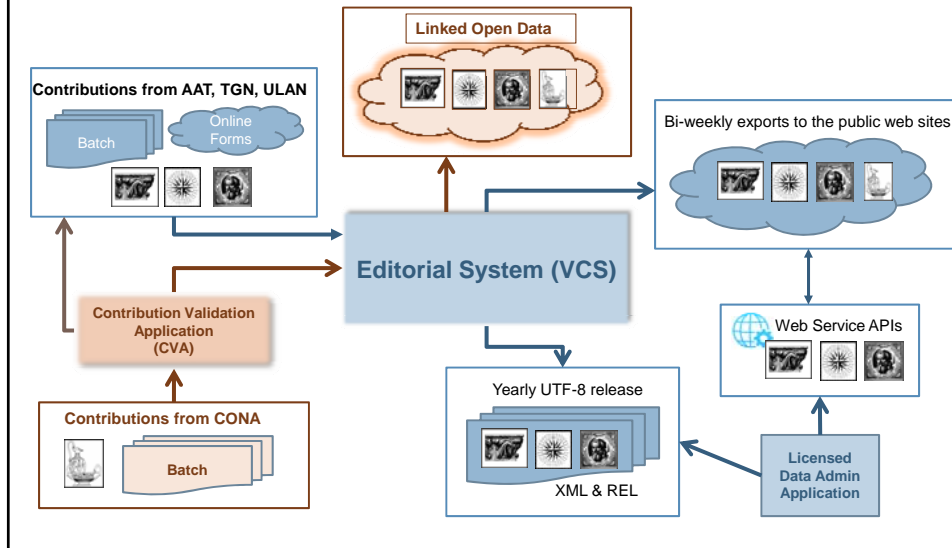 Linked Open Data
Contributions from AAT, TGN, ULAN
Batch
Online
Forms
Bi-weekly exports to the public web sites
Editorial System (VCS)
Contribution Validation
Application
(CVA)
Web Service APIs
Contributions from CONA
Batch
Yearly UTF-8 release
XML & REL
Licensed
Data Admin
Application